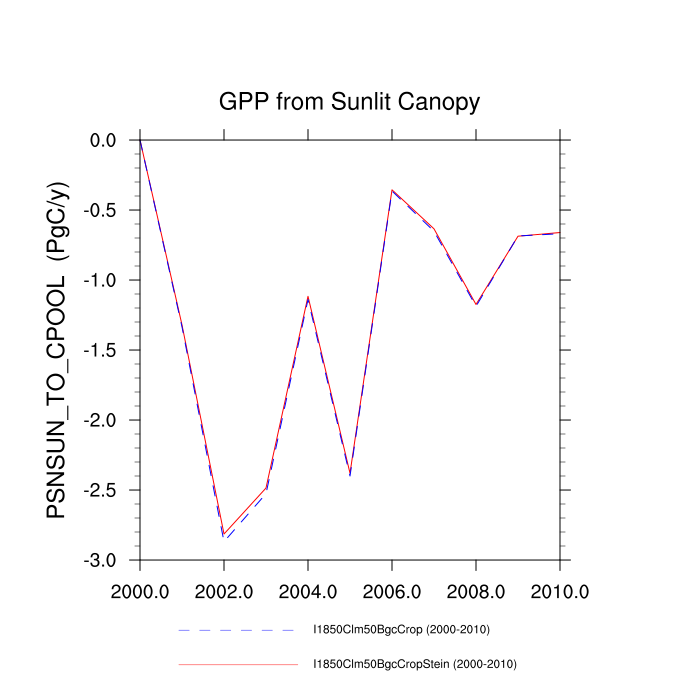 GPP from Sunlit Canopy
PSNSUN_TO_CPOOL (PgC/y)
0.0
-0.5
-1.0
-1.5
-2.0
-2.5
-3.0
2000.0 2002.0 2004.0 2006.0 2008.0 2010.0
I1850Clm50BgcCrop (2000-2010)
I1850Clm50BgcCropStein (2000-2010)